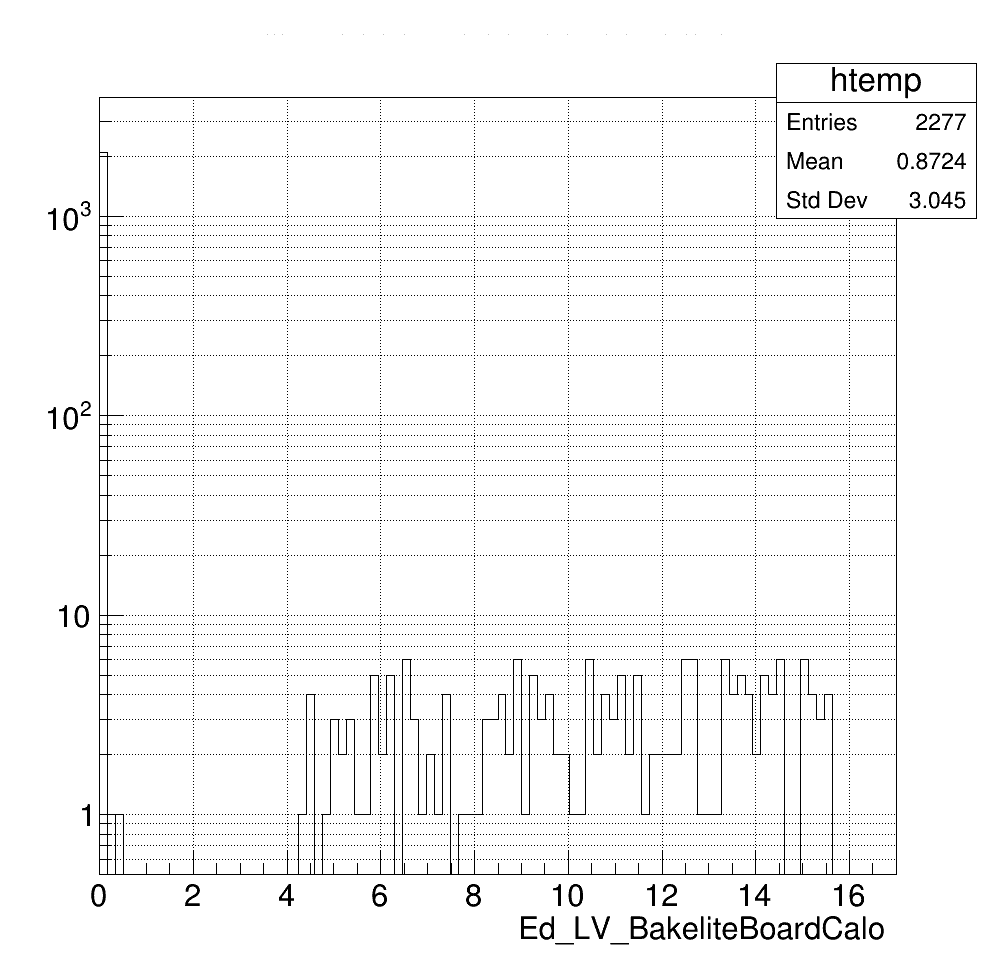 htemp
Entries 2277
Mean 0.8724
Std Dev 3.045
10³
10²
10
1
0 2 4 6 8 10 12 14 16
Ed_LV_BakeliteBoardCalo